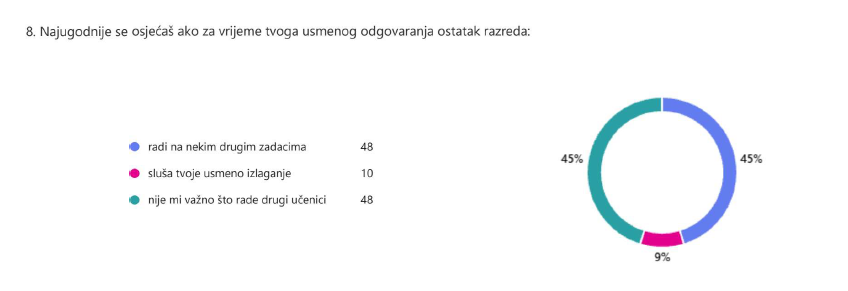 8. Najugodnije se osjećaš ako za vrijeme tvoga usmenog odgovaranja ostatak razreda:
radi na nekim drugim zadacima 48
sluša tvoje usmeno izlaganje 10
nije mi važno što rade drugi učenici 48
45%
45%
9%